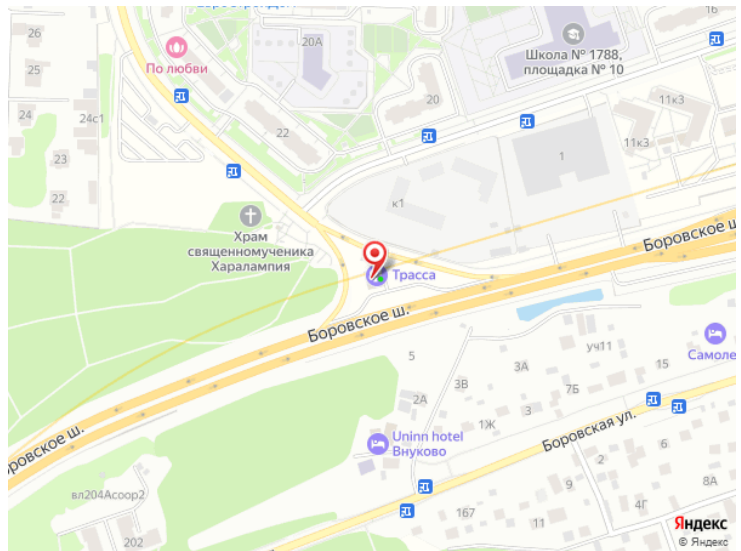 16
26
20А
Школа № 1788,
площадка № 10
По любви
25
24с1
24
20
22
11к3
11к3
23
1
22
к1
Храм
священномученика
Харалампия
Боровское ш.
Трасса
Боровское ш.
5
уч11
Самоле
3А
15
3В
7Б
2А
3
1Ж
9
Боровская ул.
Uninn hotel
Внуково
6
2
Боровское ш.
вл204Асоор2
8А
4Г
167
11
202
Яндекс
© Яндекс